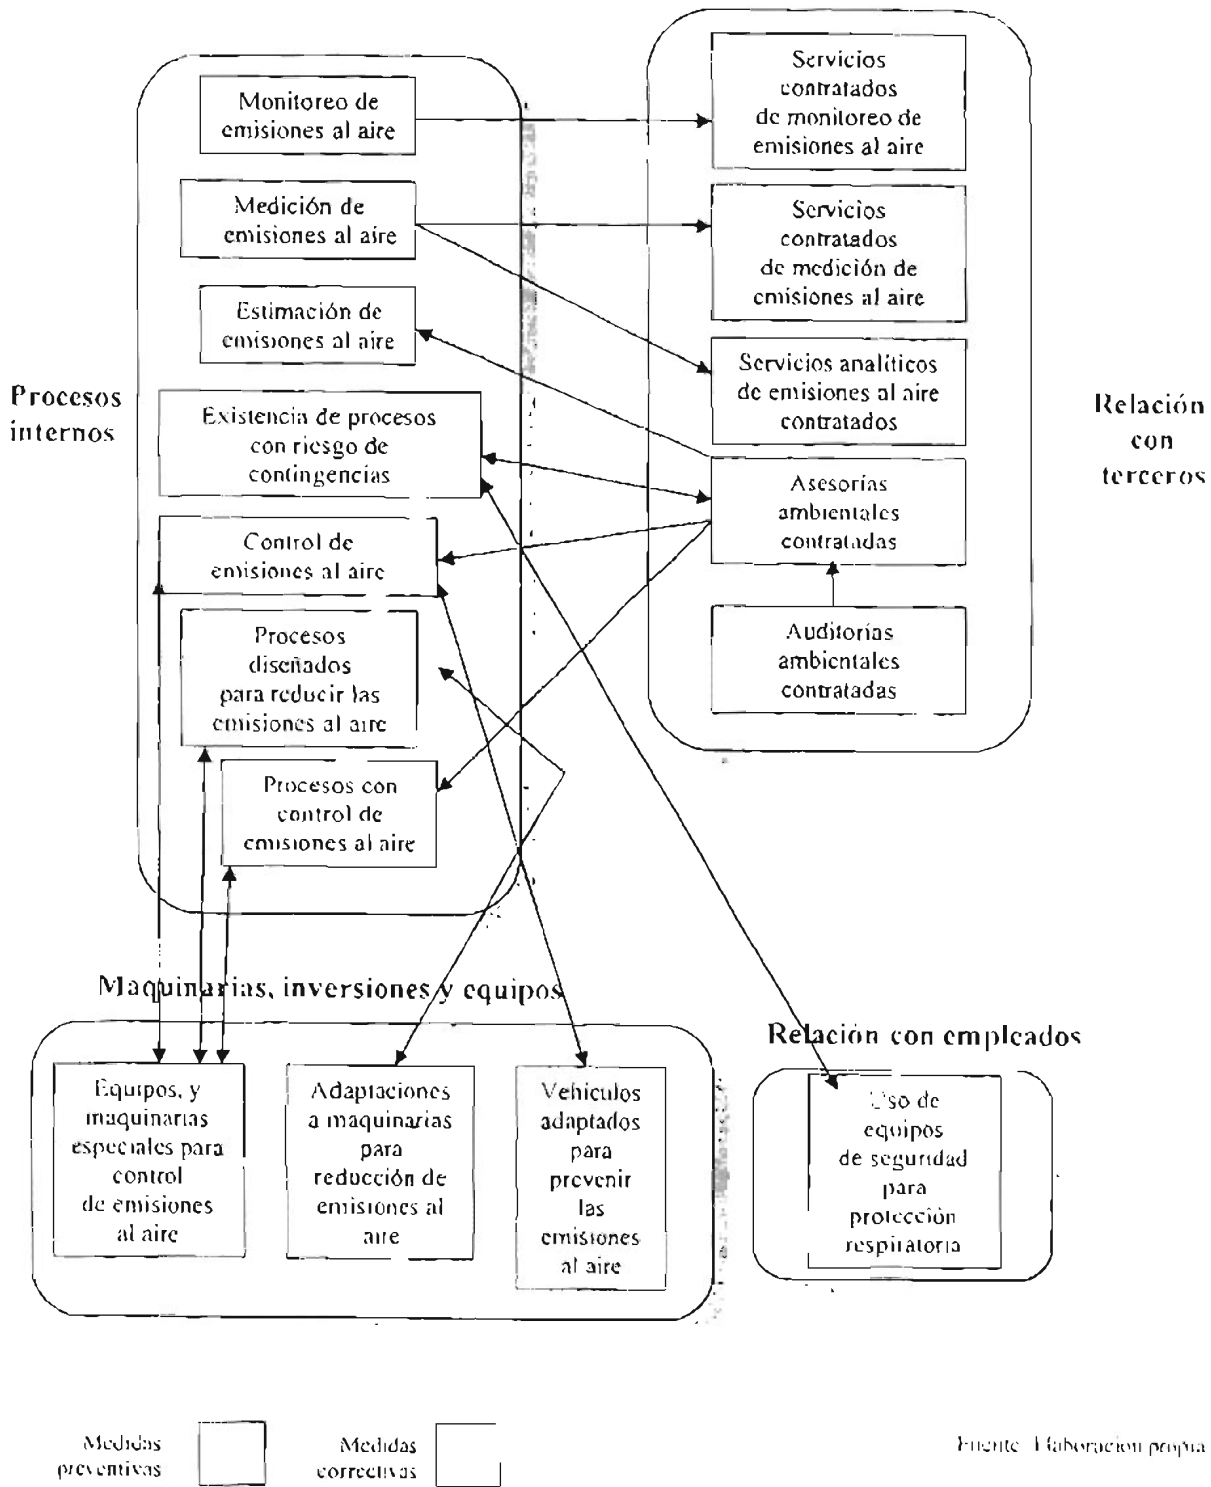 Procesos
internos
Monitoreo de
emisiones al aire
Medición de
emisiones al aire
Estimación de
emisiones al aire
Existencia de procesos
con riesgo de
contingencias
Control de
emisiones al aire
Procesos
diseñados
para reducir las
emisiones al aire
Procesos con
control de
emisiones al aire
Servicios
contratados
de monitoreo de
emisiones al aire
Servicios
contratados
de medición de
emisiones al aire
Servicios analíticos
de emisiones al aire
contratados
Asesorías
ambientales
contratadas
Auditorías
ambientales
contratadas
Relación
con
terceros
Maquinarias, inversiones y equipos
Equipos, y
maquinarias
especiales para
control
de emisiones
al aire
Adaptaciones
a maquinarias
para
reducción de
emisiones al
aire
Vehículos
adaptados
para
prevenir
las
emisiones
al aire
Relación con empleados
Uso de
equipos
de seguridad
para
protección
respiratoria
Medidas
preventivas
Medidas
correctivas
Fuente Elaboración propia